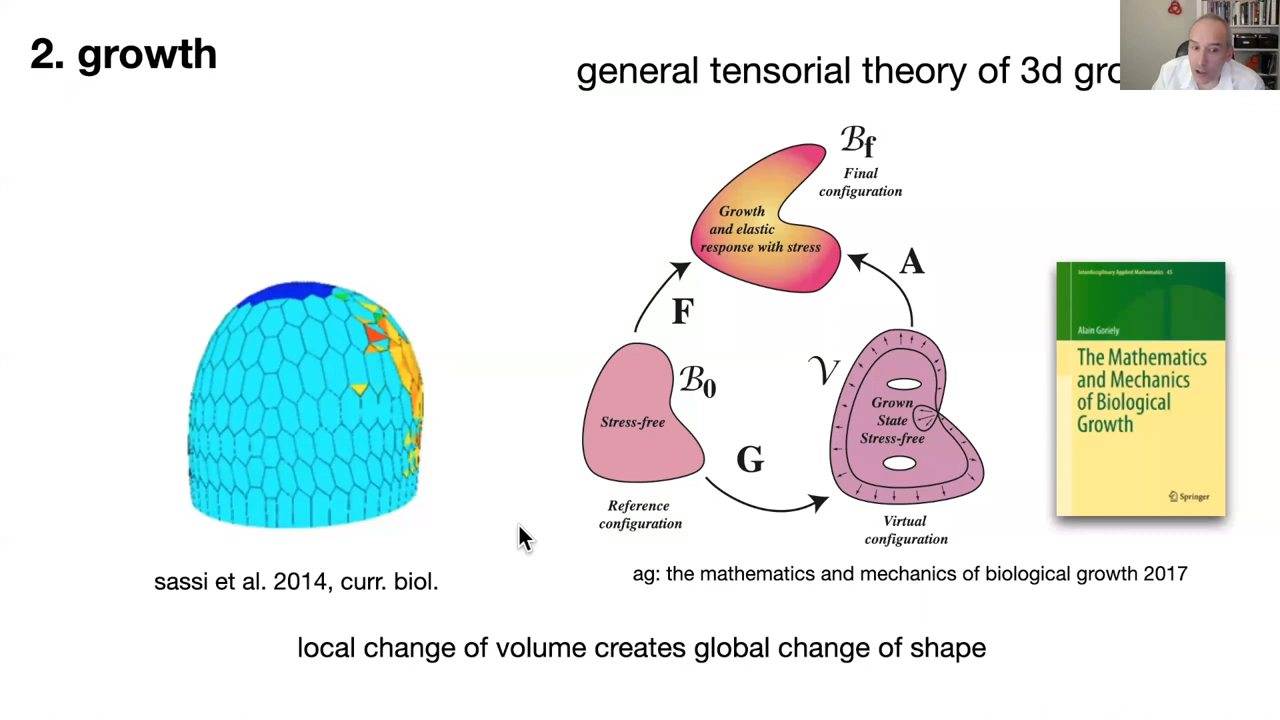 2. growth
general tensorial theory of 3d gro
ℬf
Final
configuration
Growth
and elastic
response with stress
A
F
ℬ0
𝒱
Stress-free
Grown
State
Stress-free
G
Reference
configuration
Virtual
configuration
Interdisciplinary Applied Mathematics 45
Alain Goriely
The Mathematics
and Mechanics
of Biological
Growth
Springer
sassi et al. 2014, curr. biol.
ag: the mathematics and mechanics of biological growth 2017
local change of volume creates global change of shape